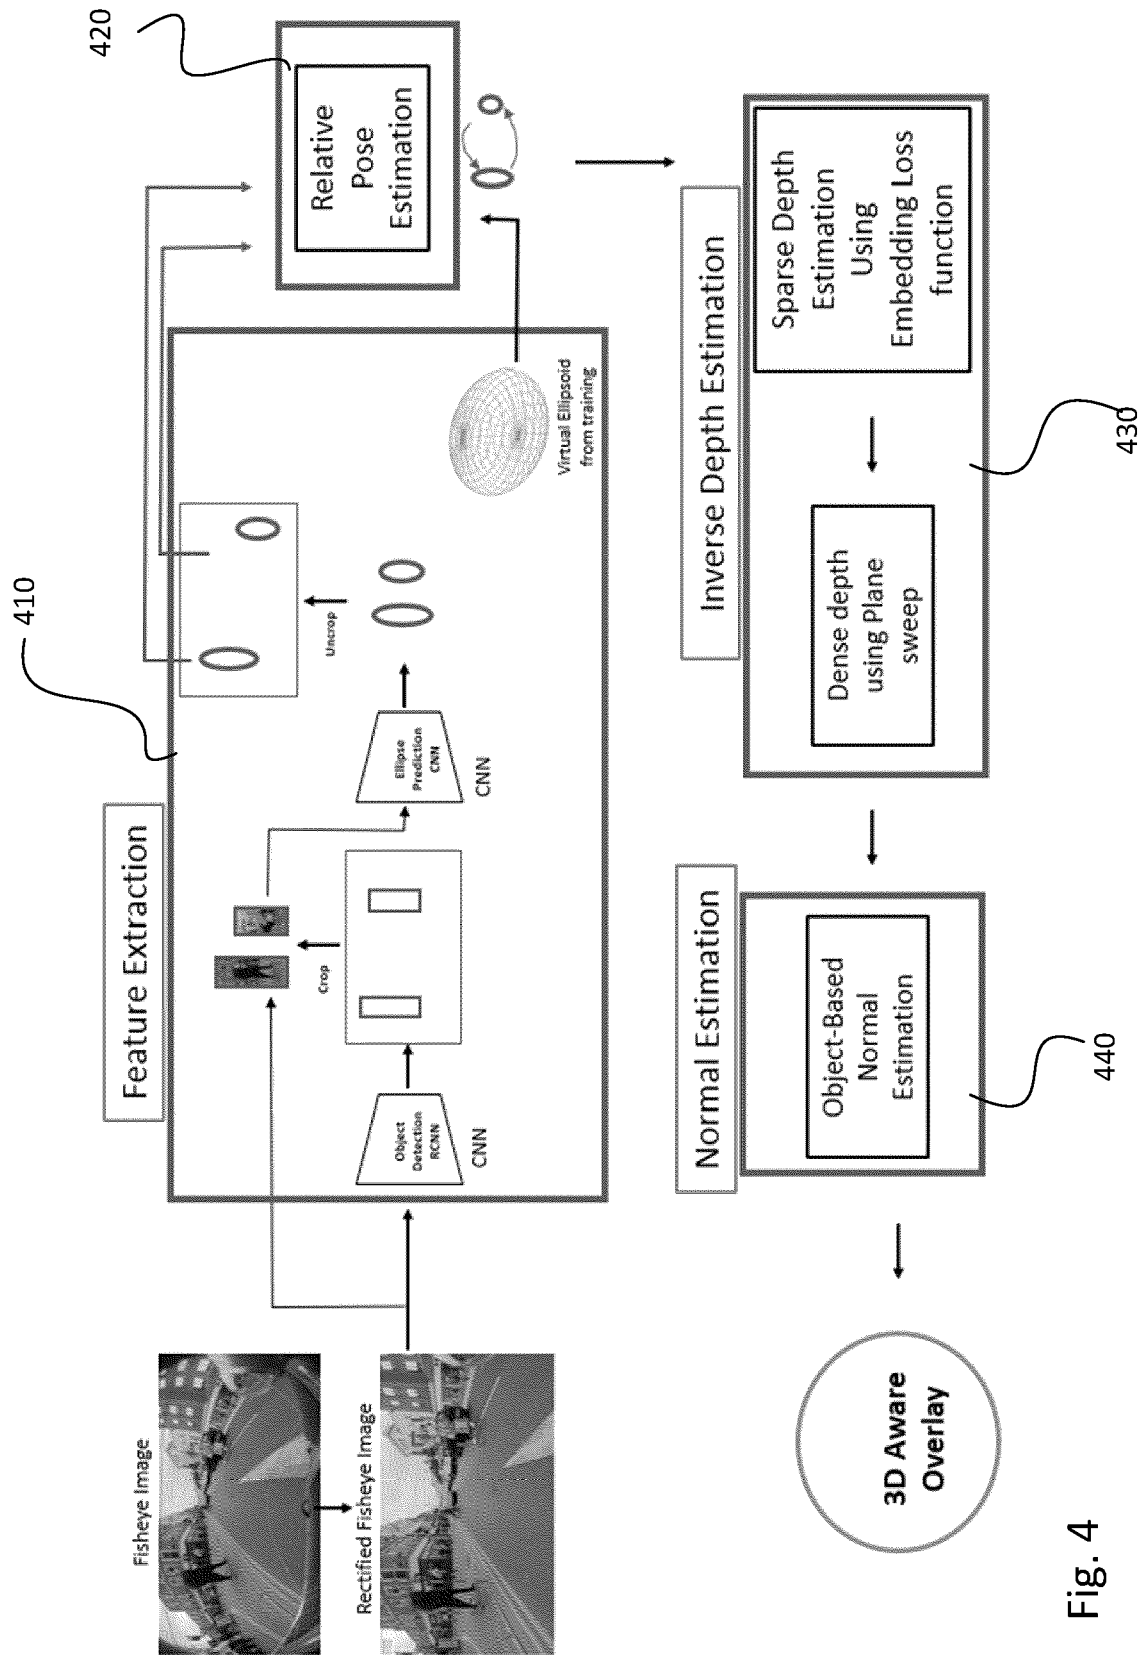 Fisheye Image
Rectified Fisheye Image
Feature Extraction
410
Object
Detection
RCNN
CNN
Crop
Ellipse
Prediction
CNN
CNN
Uncrop
Virtual Ellipsoid
from training
420
Relative
Pose
Estimation
Inverse Depth Estimation
Sparse Depth
Estimation
Using
Embedding Loss
function
Dense depth
using Plane
sweep
430
Normal Estimation
Object-Based
Normal
Estimation
440
3D Aware
Overlay
Fig. 4